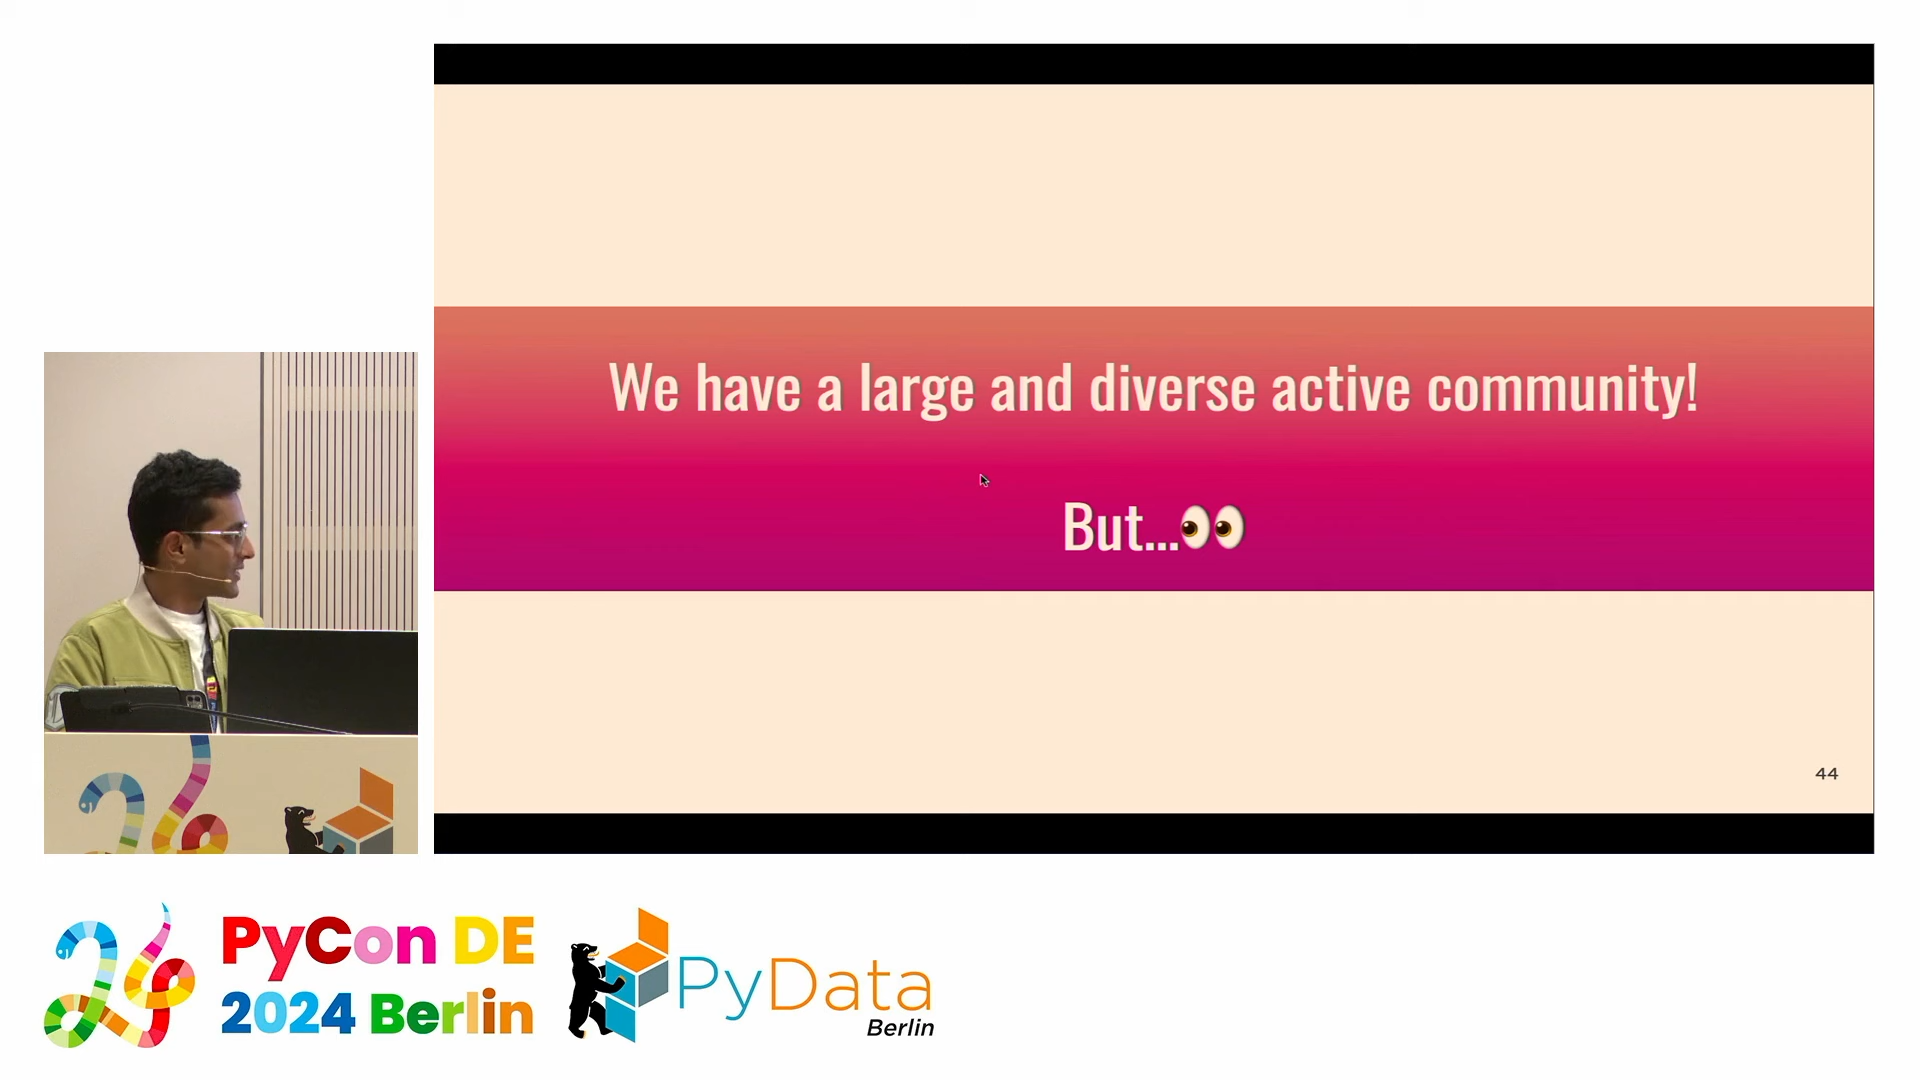 We have a large and diverse active community!
But...👀
44
PyCon DE
2024 Berlin
PyData
Berlin